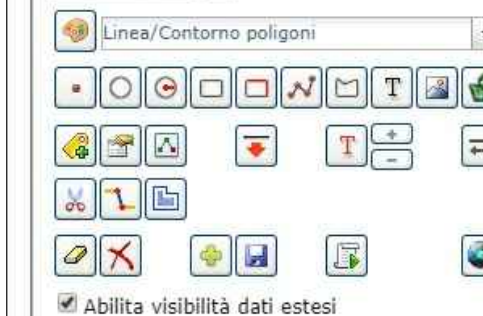 Linea/Contorno poligoni
T
T + −
Abilita visibilità dati estesi